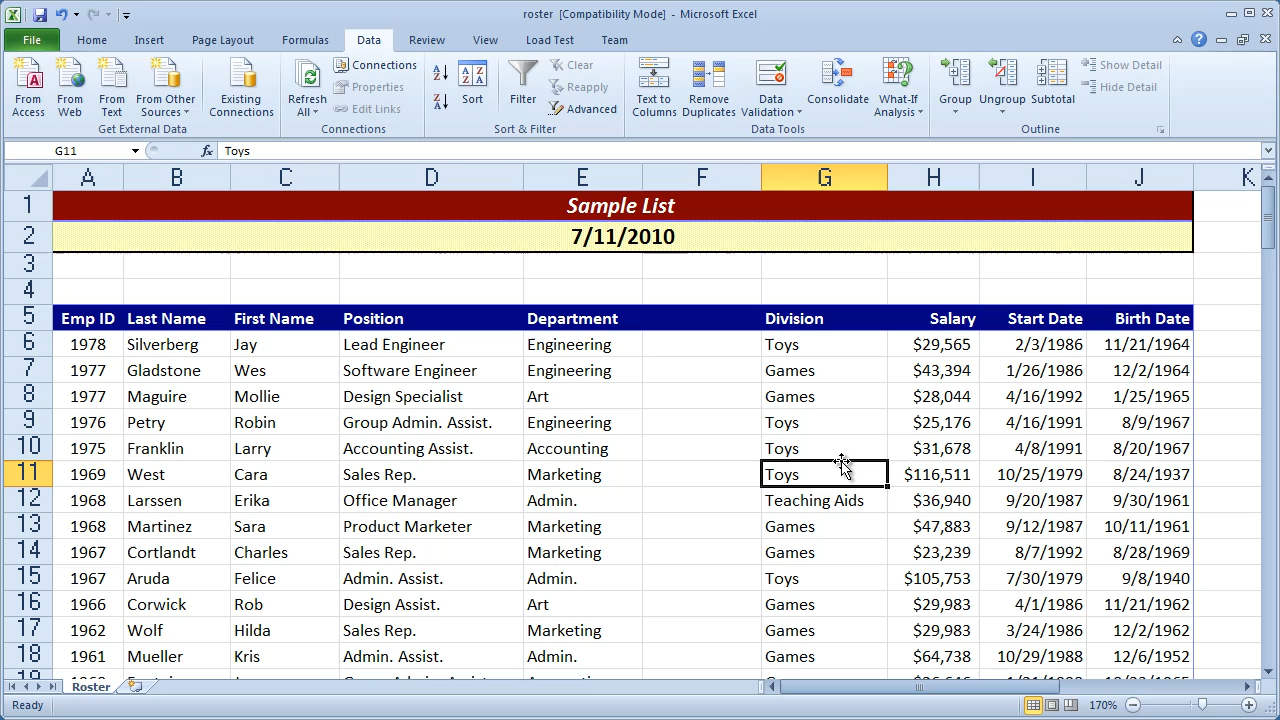 roster [Compatibility Mode] - Microsoft Excel
File Home Insert Page Layout Formulas Data Review View Load Test Team
From Access
From Web
From Text
From Other Sources
Existing Connections
Get External Data
Refresh All
Connections
Properties
Edit Links
Connections
Sort
Filter
Clear
Reapply
Advanced
Sort & Filter
Text to Columns
Remove Duplicates
Data Validation
Consolidate
What-If Analysis
Data Tools
Group
Ungroup
Subtotal
Show Detail
Hide Detail
Outline
G11 fx Toys
A B C D E F G H I J K
1 Sample List
2 7/11/2010
3
4
5 Emp ID Last Name First Name Position Department Division Salary Start Date Birth Date
6 1978 Silverberg Jay Lead Engineer Engineering Toys $29,565 2/3/1986 11/21/1964
7 1977 Gladstone Wes Software Engineer Engineering Games $43,394 1/26/1986 12/2/1964
8 1977 Maguire Mollie Design Specialist Art Games $28,044 4/16/1992 1/25/1965
9 1976 Petry Robin Group Admin. Assist. Engineering Toys $25,176 4/16/1991 8/9/1967
10 1975 Franklin Larry Accounting Assist. Accounting Toys $31,678 4/8/1991 8/20/1967
11 1969 West Cara Sales Rep. Marketing Toys $116,511 10/25/1979 8/24/1937
12 1968 Larssen Erika Office Manager Admin. Teaching Aids $36,940 9/20/1987 9/30/1961
13 1968 Martinez Sara Product Marketer Marketing Games $47,883 9/12/1987 10/11/1961
14 1967 Cortlandt Charles Sales Rep. Marketing Games $23,239 8/7/1992 8/28/1969
15 1967 Aruda Felice Admin. Assist. Admin. Toys $105,753 7/30/1979 9/8/1940
16 1966 Corwick Rob Design Assist. Art Games $29,983 4/1/1986 11/21/1962
17 1962 Wolf Hilda Sales Rep. Marketing Games $29,983 3/24/1986 12/2/1962
18 1961 Mueller Kris Admin. Assist. Admin. Games $64,738 10/29/1988 12/6/1952
Roster
Ready 170%